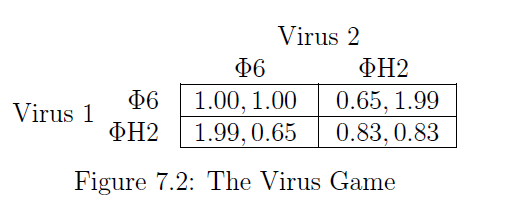 Virus 2
Φ6 ΦH2
Virus 1
Φ6 1.00, 1.00 0.65, 1.99
ΦH2 1.99, 0.65 0.83, 0.83
Figure 7.2: The Virus Game